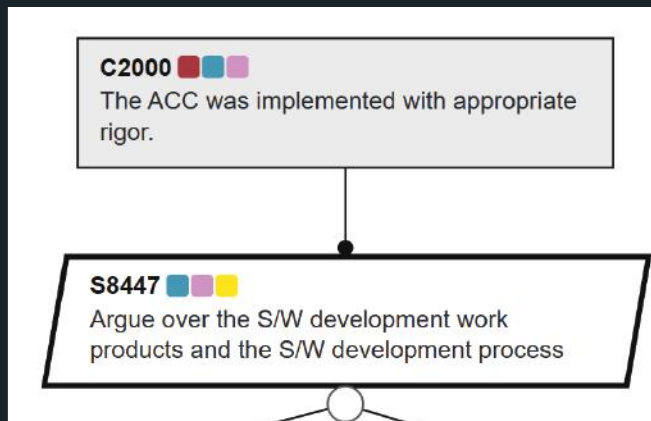 C2000
The ACC was implemented with appropriate
rigor.
S8447
Argue over the S/W development work
products and the S/W development process